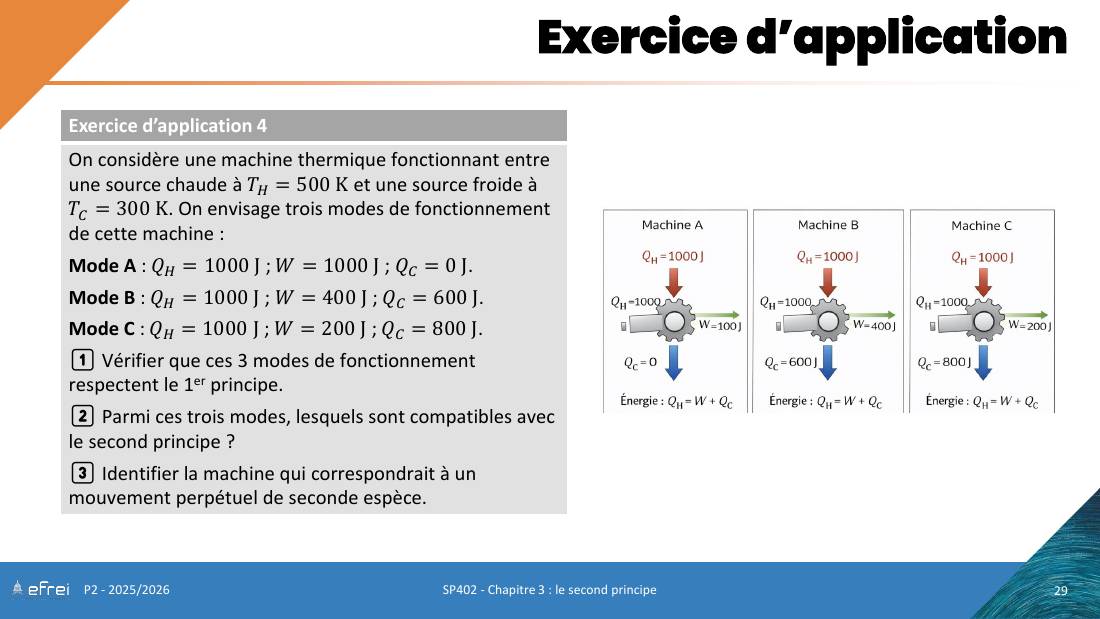 Exercice d’application
Exercice d’application 4
On considère une machine thermique fonctionnant entre
une source chaude à T_H = 500 K et une source froide à
T_C = 300 K. On envisage trois modes de fonctionnement
de cette machine :
Mode A : Q_H = 1000 J ; W = 1000 J ; Q_C = 0 J.
Mode B : Q_H = 1000 J ; W = 400 J ; Q_C = 600 J.
Mode C : Q_H = 1000 J ; W = 200 J ; Q_C = 800 J.
1 Vérifier que ces 3 modes de fonctionnement
respectent le 1er principe.
2 Parmi ces trois modes, lesquels sont compatibles avec
le second principe ?
3 Identifier la machine qui correspondrait à un
mouvement perpétuel de seconde espèce.
Machine A
Q_H=1000 J
Q_H=1000
W=100 J
Q_C=0
Énergie : Q_H = W + Q_C
Machine B
Q_H=1000 J
Q_H=1000
W=400 J
Q_C=600 J
Énergie : Q_H = W + Q_C
Machine C
Q_H=1000 J
Q_H=1000
W=200 J
Q_C=800 J
Énergie : Q_H = W + Q_C
efrei P2 - 2025/2026
SP402 - Chapitre 3 : le second principe
29